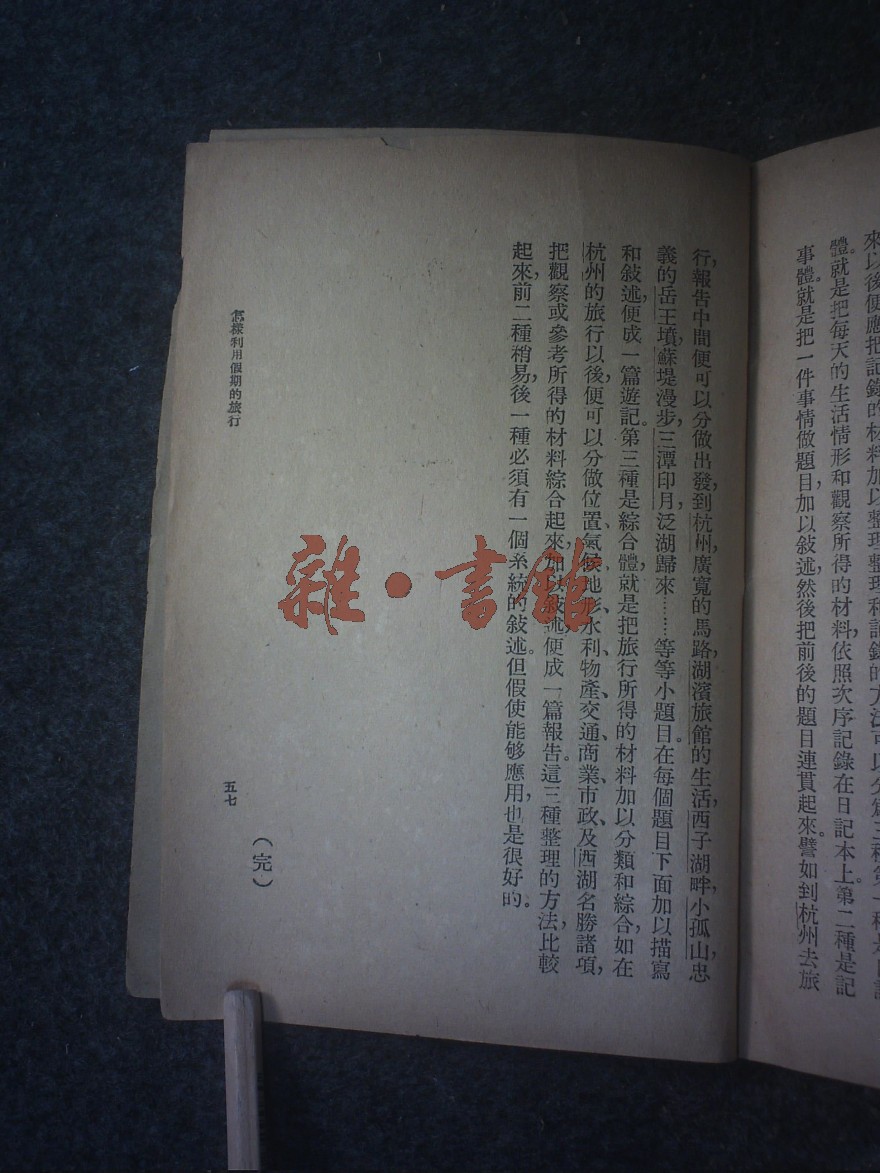 來以後便應把記錄的材料加以整理整理和記錄的方法可以分爲三種第一種是日記
體。就是把每天的生活情形和觀察所得的材料，依照次序記錄在日記本上。第二種是記
事體。就是把一件事情做題目加以敍述，然後把前後的題目連貫起來。譬如到杭州去旅
行，報告中間便可以分做出發，到杭州，廣寬的馬路，湖濱旅館的生活，西子湖畔，小孤山，忠
義的岳王墳，蘇堤漫步，三潭印月，泛湖歸來……等等小題目。在每個題目下面加以描寫
和敍述，便成一篇遊記。第三種是綜合體，就是把旅行所得的材料加以分類和綜合，如在
杭州的旅行以後，便可以分做位置、氣候、地形、水利、物產、交通、商業、市政、及西湖名勝諸項，
把觀察或參考所得的材料綜合起來，加以敍述，便成一篇報告。這三種整理的方法，比較
起來，前二種稍易，後一種必須有一個系統的敍述。但假使能够應用，也是很好的。
（完）
怎樣利用假期的旅行
五七
雜·書館